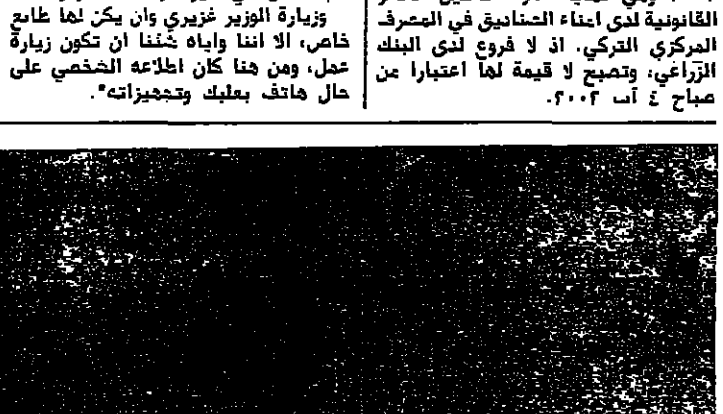 القانونية لدى امناء الصناديق في المصرف
المركزي التركي، اذ لا فروع لدى البنك
الزراعي، وتصبح لا قيمة لها اعتبارا من
صباح ٤ آب ٢٠٠٢.
وزيارة الوزير غزيري وان يكن لها طابع
خاص، الا اننا واياه شئنا ان تكون زيارة
عمل، ومن هنا كان اطلاعه الشخصي على
حال هاتف بعلبك وتجهيزاته".